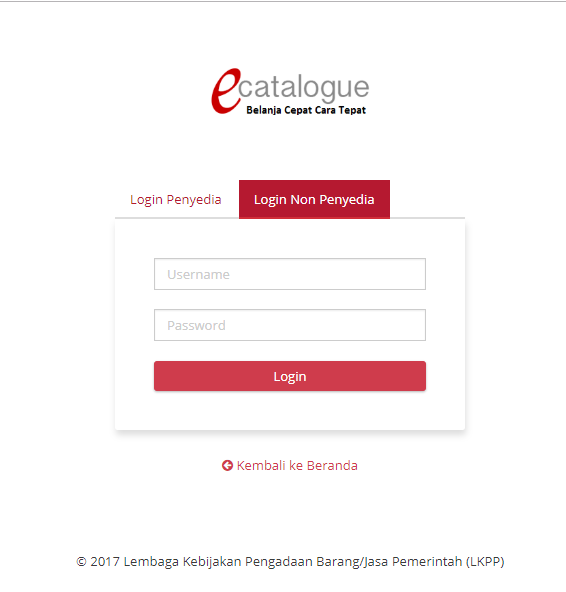 ecatalogue
Belanja Cepat Cara Tepat
Login Penyedia
Login Non Penyedia
Username
Password
Login
Kembali ke Beranda
© 2017 Lembaga Kebijakan Pengadaan Barang/Jasa Pemerintah (LKPP)